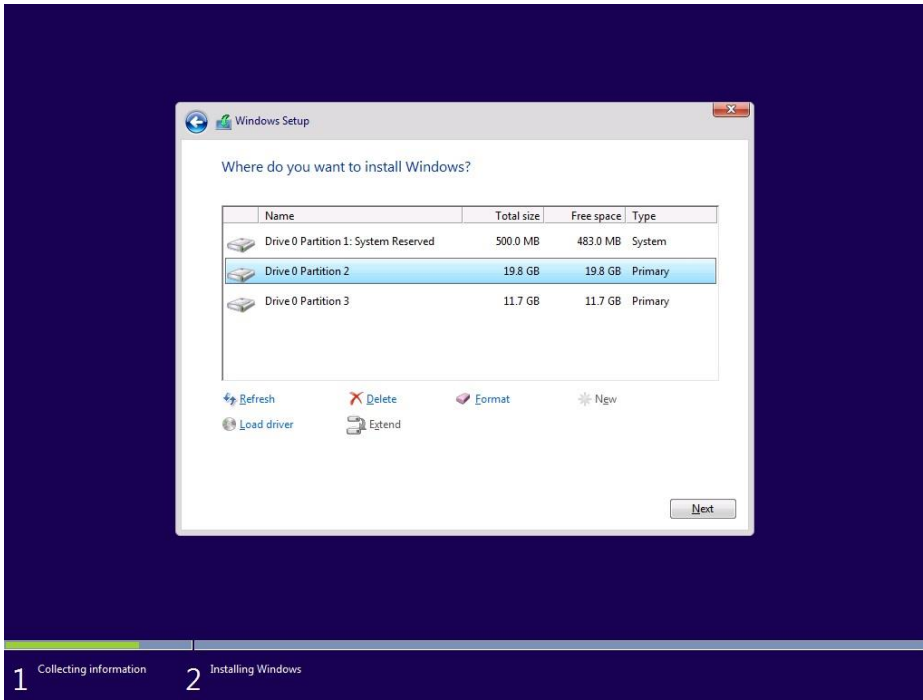 Windows Setup
Where do you want to install Windows?
Name Total size Free space Type
Drive 0 Partition 1: System Reserved 500.0 MB 483.0 MB System
Drive 0 Partition 2 19.8 GB 19.8 GB Primary
Drive 0 Partition 3 11.7 GB 11.7 GB Primary
Refresh Delete Format New
Load driver Extend
Next
1 Collecting information 2 Installing Windows